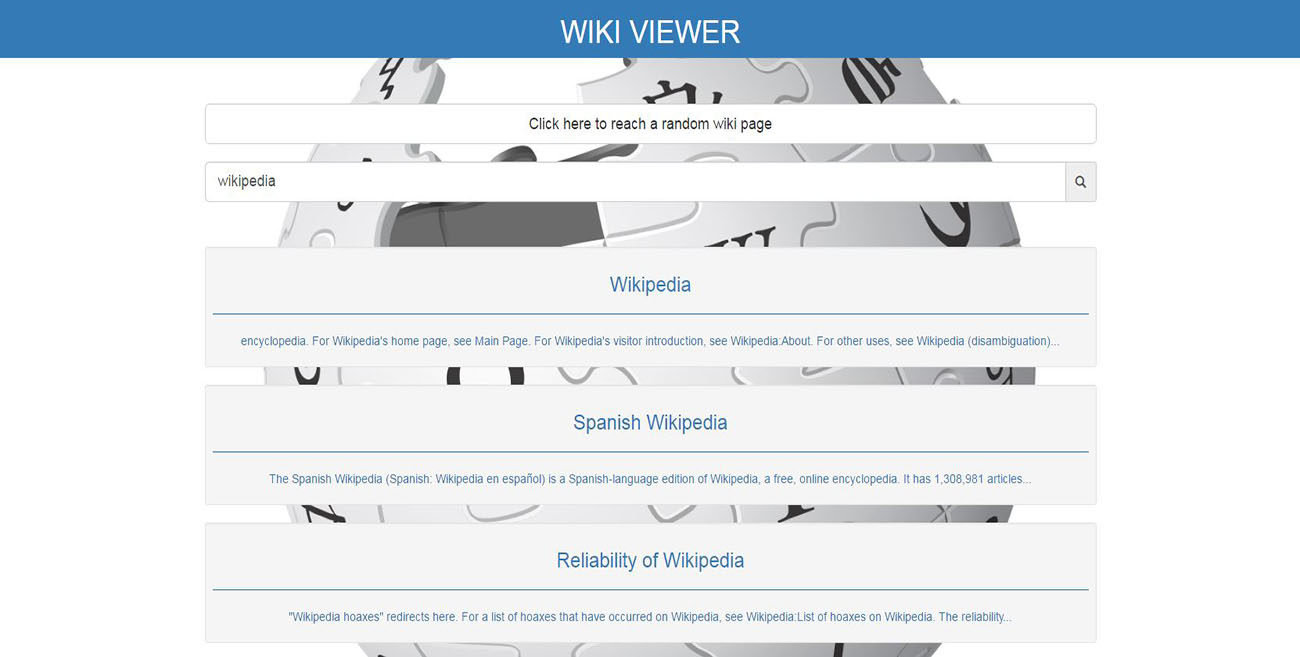 WIKI VIEWER
Click here to reach a random wiki page
wikipedia
Wikipedia
encyclopedia. For Wikipedia's home page, see Main Page. For Wikipedia's visitor introduction, see Wikipedia:About. For other uses, see Wikipedia (disambiguation)...
Spanish Wikipedia
The Spanish Wikipedia (Spanish: Wikipedia en español) is a Spanish-language edition of Wikipedia, a free, online encyclopedia. It has 1,308,981 articles...
Reliability of Wikipedia
"Wikipedia hoaxes" redirects here. For a list of hoaxes that have occurred on Wikipedia, see Wikipedia:List of hoaxes on Wikipedia. The reliability...